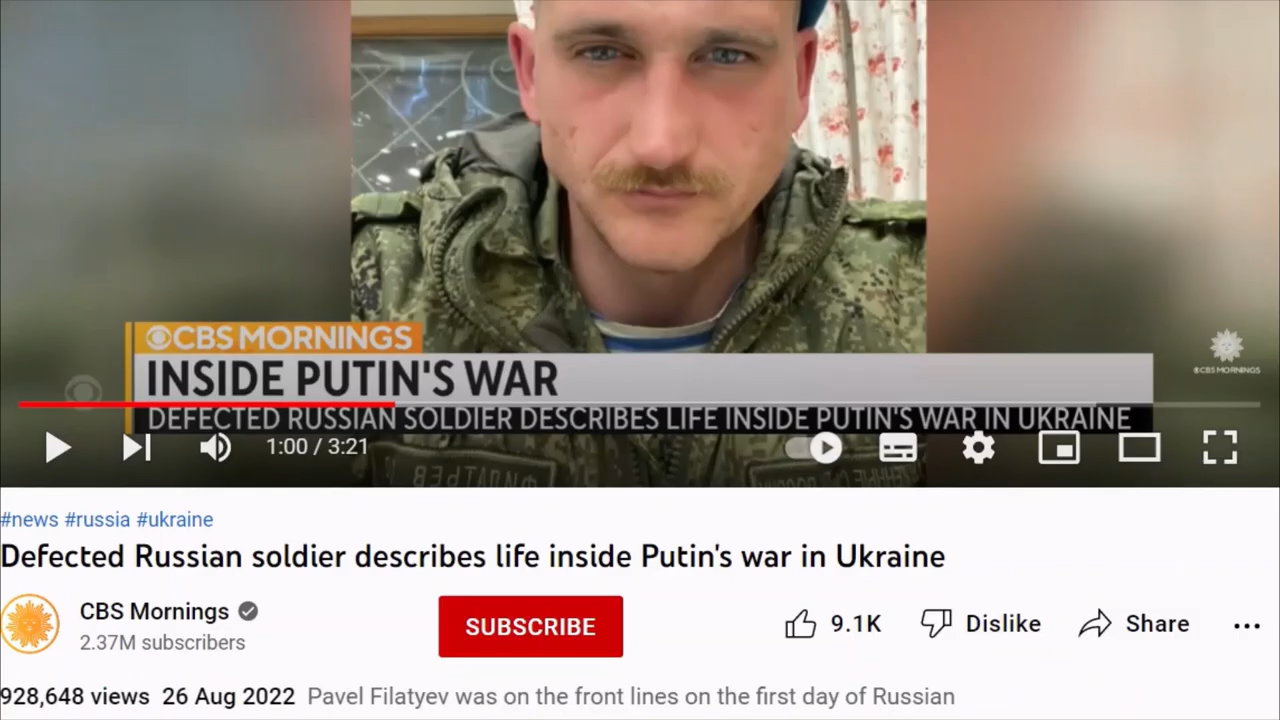 CBS MORNINGS
INSIDE PUTIN'S WAR
DEFECTED RUSSIAN SOLDIER DESCRIBES LIFE INSIDE PUTIN'S WAR IN UKRAINE
CBS MORNINGS
1:00 / 3:21
ФИЛАТЬЕВ
#news #russia #ukraine
Defected Russian soldier describes life inside Putin's war in Ukraine
CBS Mornings
2.37M subscribers
SUBSCRIBE
9.1K Dislike Share ...
928,648 views 26 Aug 2022 Pavel Filatyev was on the front lines on the first day of Russian